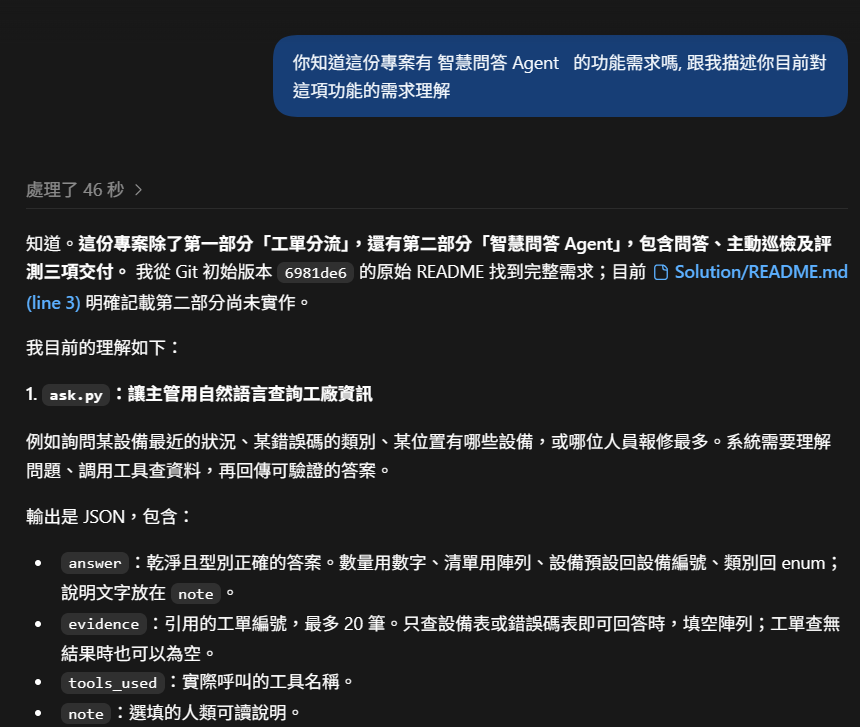 你知道這份專案有 智慧問答 Agent 的功能需求嗎, 跟我描述你目前對
這項功能的需求理解
處理了 46 秒 >
知道。這份專案除了第一部分「工單分流」，還有第二部分「智慧問答 Agent」，包含問答、主動巡檢及評
測三項交付。我從 Git 初始版本 6981de6 的原始 README 找到完整需求；目前 Solution/README.md
(line 3) 明確記載第二部分尚未實作。
我目前的理解如下：
1. ask.py：讓主管用自然語言查詢工廠資訊
例如詢問某設備最近的狀況、某錯誤碼的類別、某位置有哪些設備，或哪位人員報修最多。系統需要理解
問題、調用工具查資料，再回傳可驗證的答案。
輸出是 JSON，包含：
• answer：乾淨且型別正確的答案。數量用數字、清單用陣列、設備預設回設備編號、類別回 enum；
說明文字放在 note。
• evidence：引用的工單編號，最多 20 筆。只查設備表或錯誤碼表即可回答時，填空陣列；工單查無
結果時也可以為空。
• tools_used：實際呼叫的工具名稱。
• note：選填的人類可讀說明。